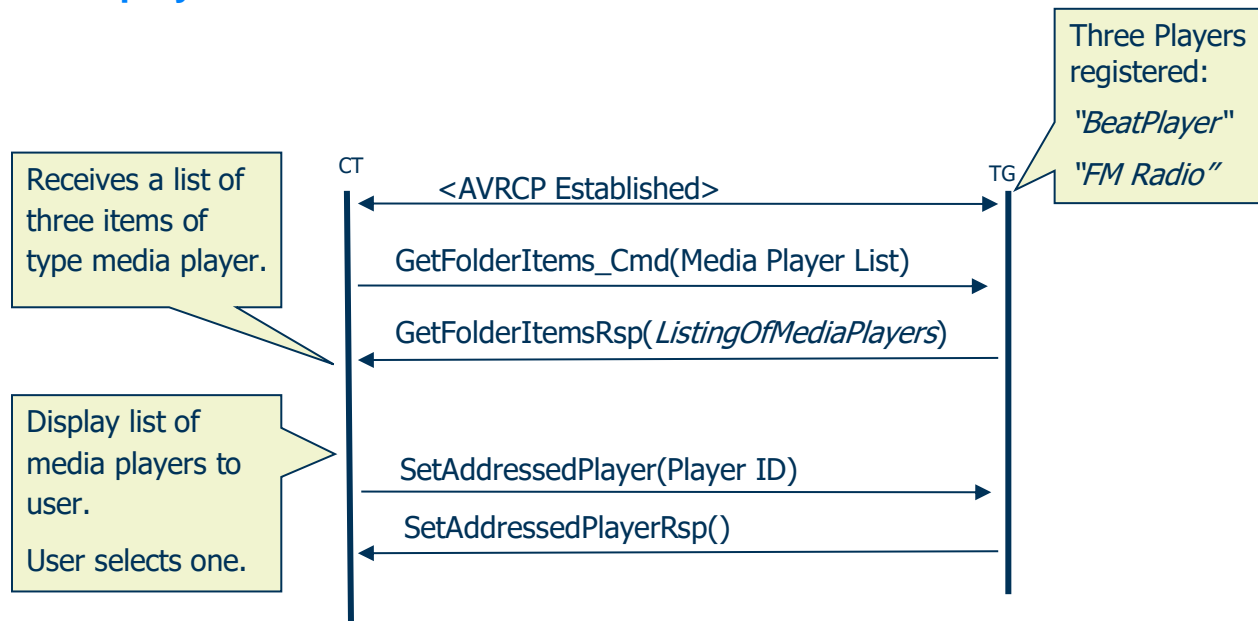 Three Players
registered:
“BeatPlayer"
“FM Radio”
CT
TG
<AVRCP Established>
Receives a list of
three items of
type media player.
GetFolderItems_Cmd(Media Player List)
GetFolderItemsRsp(ListingOfMediaPlayers)
Display list of
media players to
user.
User selects one.
SetAddressedPlayer(Player ID)
SetAddressedPlayerRsp()